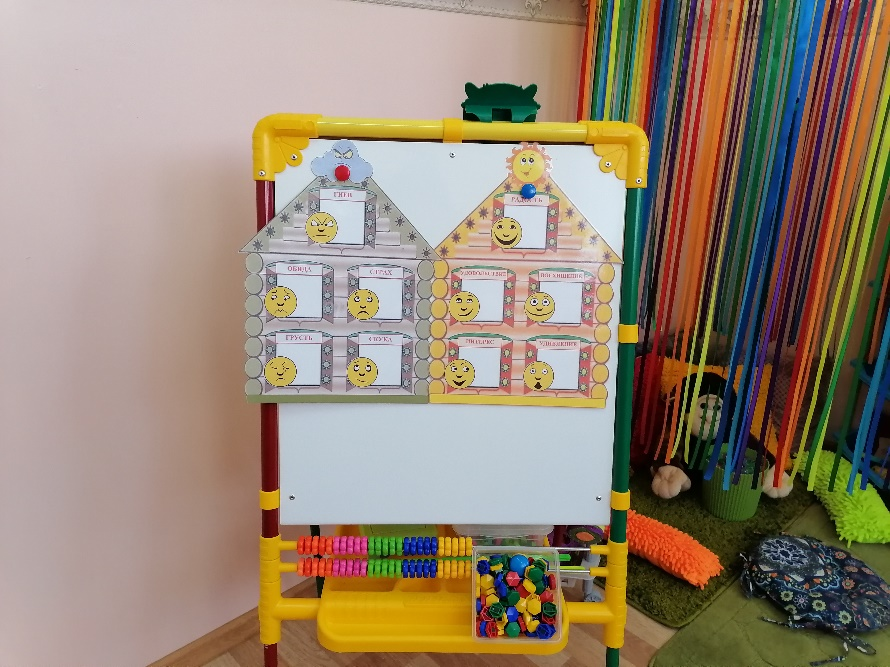 ГНЕВ
РАДОСТЬ
ОБИДА
СТРАХ
УДОВОЛЬСТВИЕ
ВОСХИЩЕНИЕ
ГРУСТЬ
СКУКА
ИНТЕРЕС
УДИВЛЕНИЕ